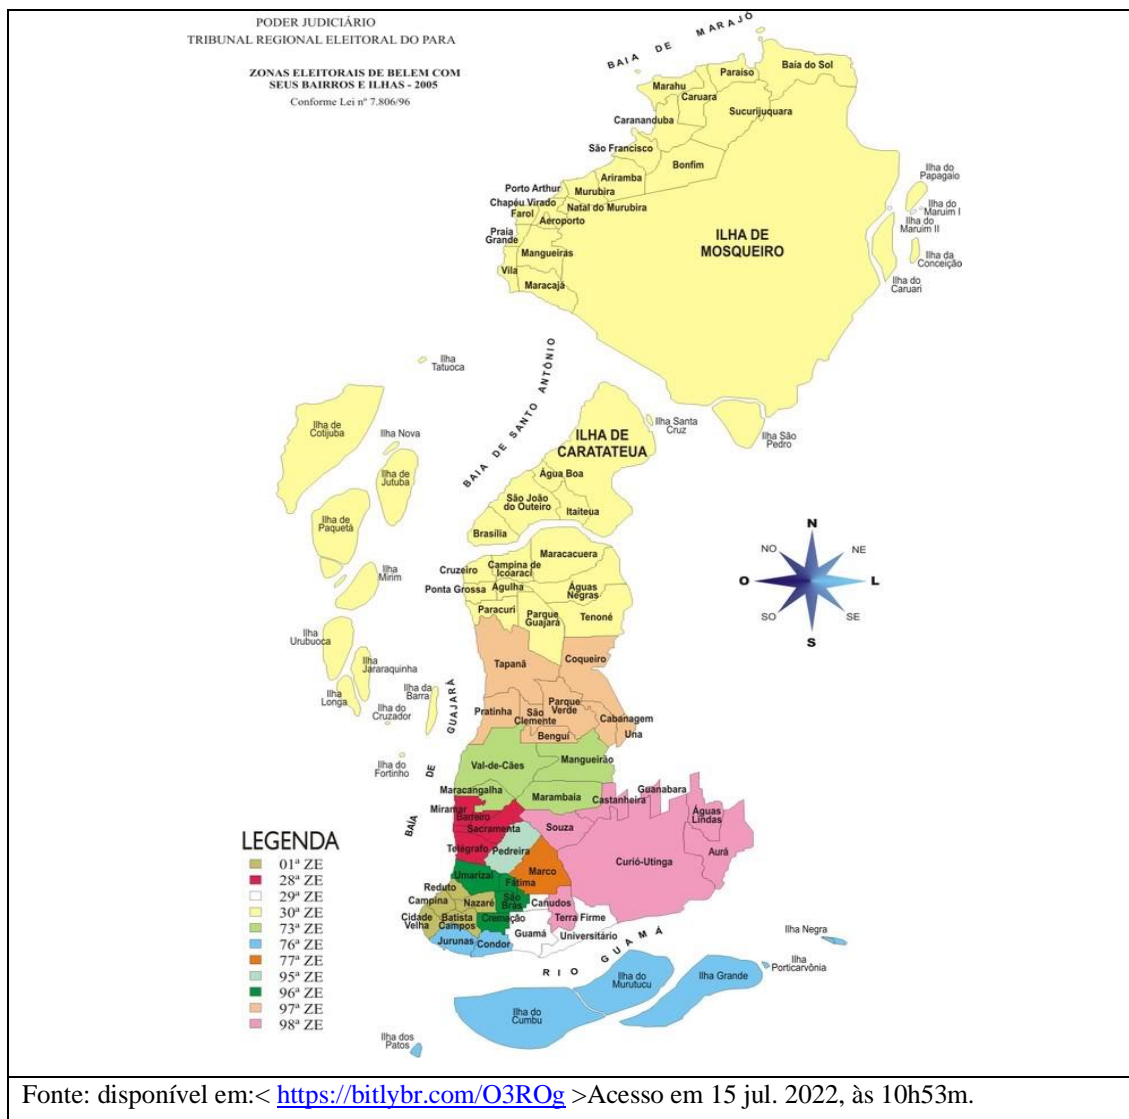 PODER JUDICIÁRIO
TRIBUNAL REGIONAL ELEITORAL DO PARA
ZONAS ELEITORAIS DE BELEM COM
SEUS BAIRROS E ILHAS - 2005
Conforme Lei nº 7.806/96
BAIA DE MARAJÓ
Baía do Sol
Paraíso
Marahu
Caruara
Sucurijuquara
Carananduba
São Francisco
Bonfim
Ariramba
Porto Arthur
Murubira
Chapéu Virado
Natal do Murubira
Farol
Aeroporto
Praia
Grande
Mangueiras
Vila
Maracajá
ILHA DE
MOSQUEIRO
Ilha do
Papagaio
Ilha do
Maruim I
Ilha do
Maruim II
Ilha da
Conceição
Ilha do
Caruari
BAIA DE SANTO ANTÔNIO
Ilha
Tatuoca
Ilha de
Cotijuba
Ilha Nova
Ilha de
Jutuba
Ilha de
Paquetá
Ilha
Mirim
Ilha
Urubuoca
Ilha
Jararaquinha
Ilha
Longa
Ilha do
Cruzador
Ilha da
Barra
Ilha do
Fortinho
ILHA DE
CARATATEUA
Ilha Santa
Cruz
Ilha São
Pedro
Água Boa
São João
do Outeiro
Itaiteua
Brasília
N
NO
NE
O
L
SO
SE
S
Maracacuera
Cruzeiro
Campina de
Icoaraci
Ponta Grossa
Agulha
Águas
Negras
Paracuri
Parque
Guajará
Tenoné
Tapanã
Coqueiro
Pratinha
São
Clemente
Parque
Verde
Cabanagem
Benguí
Una
BAÍA DE GUAJARÁ
Val-de-Cães
Mangueirão
Maracangalha
Marambaia
Miramar
Barreiro
Sacramenta
Castanheira
Guanabara
Águas
Lindas
Souza
Telégrafo
Pedreira
Curió-Utinga
Aurá
Marco
Umarizal
Fátima
Reduto
Campina
Nazaré
São
Brás
Canudos
Cidade
Velha
Batista
Campos
Cremação
Terra Firme
Guamá
Universitário
Jurunas
Condor
RIO GUAMÁ
Ilha Negra
Ilha
Porticarvônia
Ilha do
Murutucu
Ilha Grande
Ilha do
Cumbu
Ilha dos
Patos
LEGENDA
01ª ZE
28ª ZE
29ª ZE
30ª ZE
73ª ZE
76ª ZE
77ª ZE
95ª ZE
96ª ZE
97ª ZE
98ª ZE
Fonte: disponível em:< https://bitlybr.com/O3ROg >Acesso em 15 jul. 2022, às 10h53m.